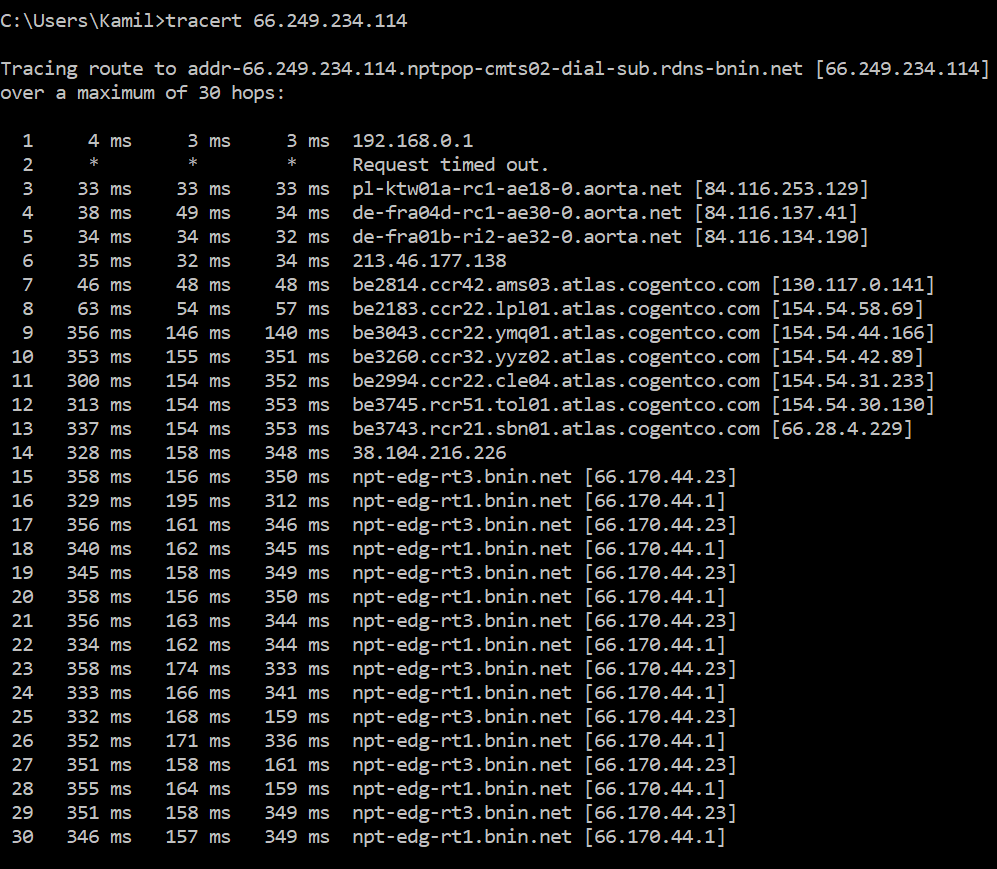 C:\Users\Kamil>tracert 66.249.234.114
Tracing route to addr-66.249.234.114.nptpop-cmts02-dial-sub.rdns-bnin.net [66.249.234.114]
over a maximum of 30 hops:
1 4 ms 3 ms 3 ms 192.168.0.1
2 * * * Request timed out.
3 33 ms 33 ms 33 ms pl-ktw01a-rc1-ae18-0.aorta.net [84.116.253.129]
4 38 ms 49 ms 34 ms de-fra04d-rc1-ae30-0.aorta.net [84.116.137.41]
5 34 ms 34 ms 32 ms de-fra01b-ri2-ae32-0.aorta.net [84.116.134.190]
6 35 ms 32 ms 34 ms 213.46.177.138
7 46 ms 48 ms 48 ms be2814.ccr42.ams03.atlas.cogentco.com [130.117.0.141]
8 63 ms 54 ms 57 ms be2183.ccr22.lpl01.atlas.cogentco.com [154.54.58.69]
9 356 ms 146 ms 140 ms be3043.ccr22.ymq01.atlas.cogentco.com [154.54.44.166]
10 353 ms 155 ms 351 ms be3260.ccr32.yyz02.atlas.cogentco.com [154.54.42.89]
11 300 ms 154 ms 352 ms be2994.ccr22.cle04.atlas.cogentco.com [154.54.31.233]
12 313 ms 154 ms 353 ms be3745.rcr51.tol01.atlas.cogentco.com [154.54.30.130]
13 337 ms 154 ms 353 ms be3743.rcr21.sbn01.atlas.cogentco.com [66.28.4.229]
14 328 ms 158 ms 348 ms 38.104.216.226
15 358 ms 156 ms 350 ms npt-edg-rt3.bnin.net [66.170.44.23]
16 329 ms 195 ms 312 ms npt-edg-rt1.bnin.net [66.170.44.1]
17 356 ms 161 ms 346 ms npt-edg-rt3.bnin.net [66.170.44.23]
18 340 ms 162 ms 345 ms npt-edg-rt1.bnin.net [66.170.44.1]
19 345 ms 158 ms 349 ms npt-edg-rt3.bnin.net [66.170.44.23]
20 358 ms 156 ms 350 ms npt-edg-rt1.bnin.net [66.170.44.1]
21 356 ms 163 ms 344 ms npt-edg-rt3.bnin.net [66.170.44.23]
22 334 ms 162 ms 344 ms npt-edg-rt1.bnin.net [66.170.44.1]
23 358 ms 174 ms 333 ms npt-edg-rt3.bnin.net [66.170.44.23]
24 333 ms 166 ms 341 ms npt-edg-rt1.bnin.net [66.170.44.1]
25 332 ms 168 ms 159 ms npt-edg-rt3.bnin.net [66.170.44.23]
26 352 ms 171 ms 336 ms npt-edg-rt1.bnin.net [66.170.44.1]
27 351 ms 158 ms 161 ms npt-edg-rt3.bnin.net [66.170.44.23]
28 355 ms 164 ms 159 ms npt-edg-rt1.bnin.net [66.170.44.1]
29 351 ms 158 ms 349 ms npt-edg-rt3.bnin.net [66.170.44.23]
30 346 ms 157 ms 349 ms npt-edg-rt1.bnin.net [66.170.44.1]